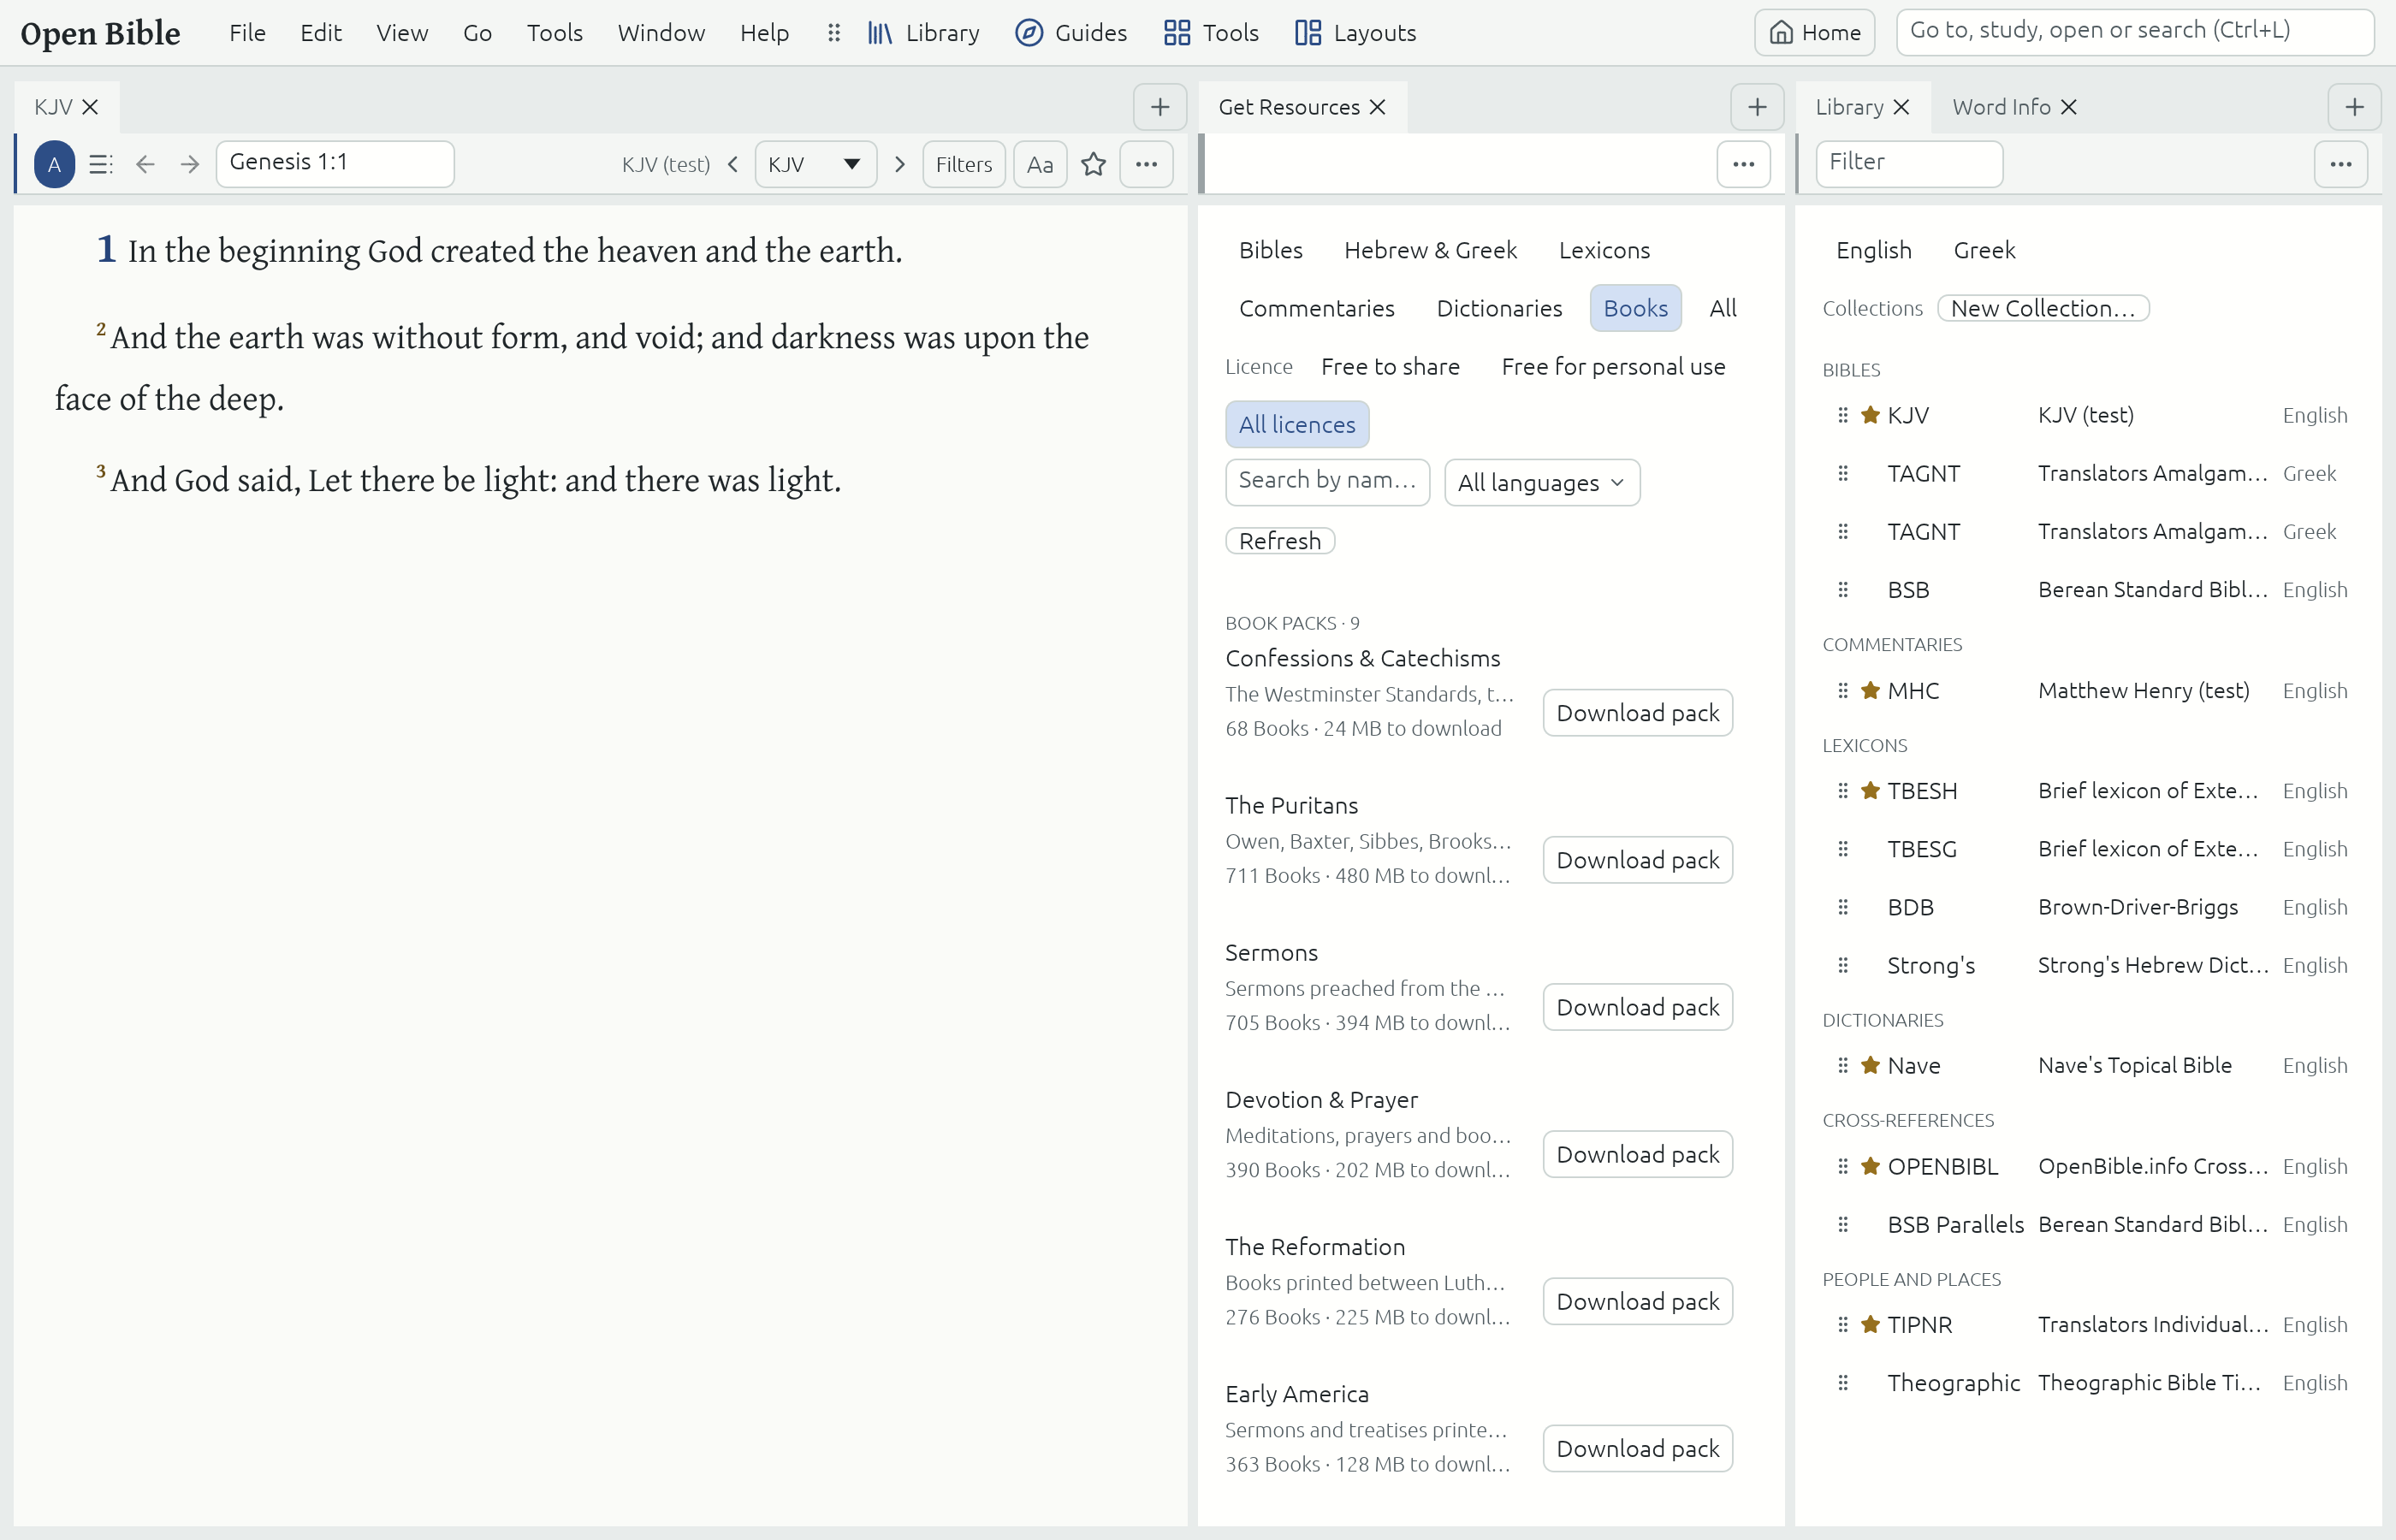 Open Bible File Edit View Go Tools Window Help Library Guides Tools Layouts Home Go to, study, open or search (Ctrl+L)
KJV
A Genesis 1:1 KJV (test) KJV Filters Aa
1 In the beginning God created the heaven and the earth.
2 And the earth was without form, and void; and darkness was upon the
face of the deep.
3 And God said, Let there be light: and there was light.
Get Resources
Bibles Hebrew & Greek Lexicons
Commentaries Dictionaries Books All
Licence Free to share Free for personal use
All licences
Search by nam… All languages
Refresh
BOOK PACKS · 9
Confessions & Catechisms
The Westminster Standards, t…
68 Books · 24 MB to download
Download pack
The Puritans
Owen, Baxter, Sibbes, Brooks…
711 Books · 480 MB to downl…
Download pack
Sermons
Sermons preached from the …
705 Books · 394 MB to downl…
Download pack
Devotion & Prayer
Meditations, prayers and boo…
390 Books · 202 MB to downl…
Download pack
The Reformation
Books printed between Luth…
276 Books · 225 MB to downl…
Download pack
Early America
Sermons and treatises printe…
363 Books · 128 MB to downl…
Download pack
Library Word Info
Filter
English Greek
Collections New Collection…
BIBLES
KJV KJV (test) English
TAGNT Translators Amalgam… Greek
TAGNT Translators Amalgam… Greek
BSB Berean Standard Bibl… English
COMMENTARIES
MHC Matthew Henry (test) English
LEXICONS
TBESH Brief lexicon of Exte… English
TBESG Brief lexicon of Exte… English
BDB Brown-Driver-Briggs English
Strong's Strong's Hebrew Dict… English
DICTIONARIES
Nave Nave's Topical Bible English
CROSS-REFERENCES
OPENBIBL OpenBible.info Cross… English
BSB Parallels Berean Standard Bibl… English
PEOPLE AND PLACES
TIPNR Translators Individual… English
Theographic Theographic Bible Ti… English